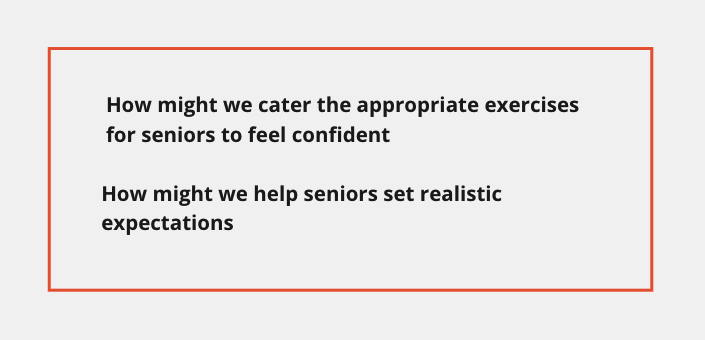 How might we cater the appropriate exercises
for seniors to feel confident
How might we help seniors set realistic
expectations